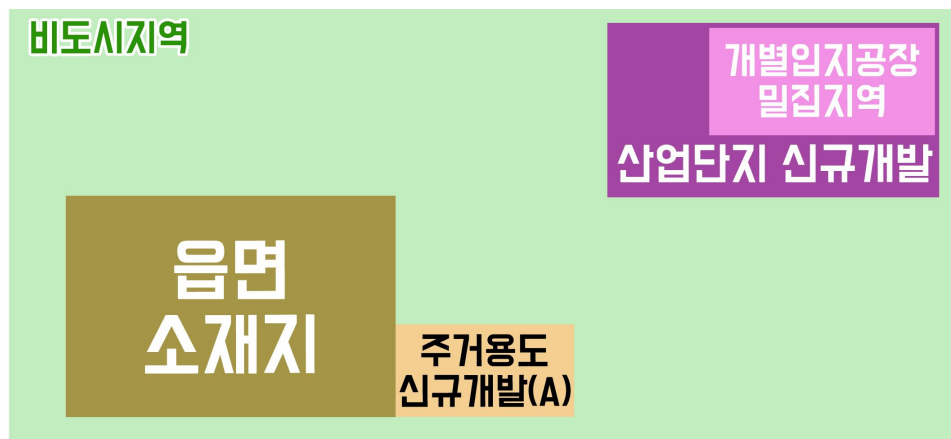 비도시지역
개별입지공장
밀집지역
산업단지 신규개발
읍면
소재지
주거용도
신규개발(A)